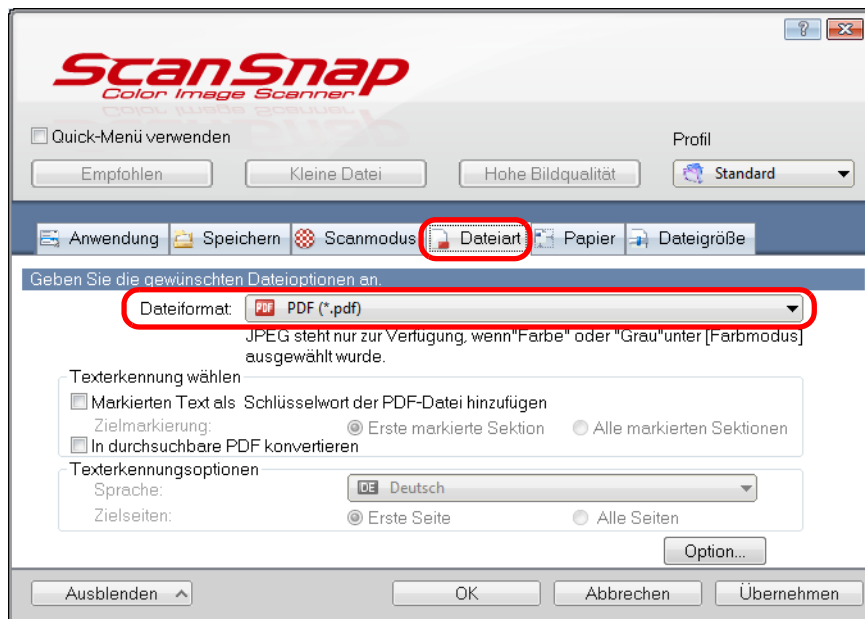 ScanSnap
Color Image Scanner
Quick-Menü verwenden
Profil
Empfohlen Kleine Datei Hohe Bildqualität Standard
Anwendung Speichern Scanmodus Dateiart Papier Dateigröße
Geben Sie die gewünschten Dateioptionen an.
Dateiformat: PDF PDF (*.pdf)
JPEG steht nur zur Verfügung, wenn"Farbe" oder "Grau"unter [Farbmodus]
ausgewählt wurde.
Texterkennung wählen
Markierten Text als Schlüsselwort der PDF-Datei hinzufügen
Zielmarkierung: Erste markierte Sektion Alle markierten Sektionen
In durchsuchbare PDF konvertieren
Texterkennungsoptionen
Sprache: DE Deutsch
Zielseiten: Erste Seite Alle Seiten
Option...
Ausblenden OK Abbrechen Übernehmen